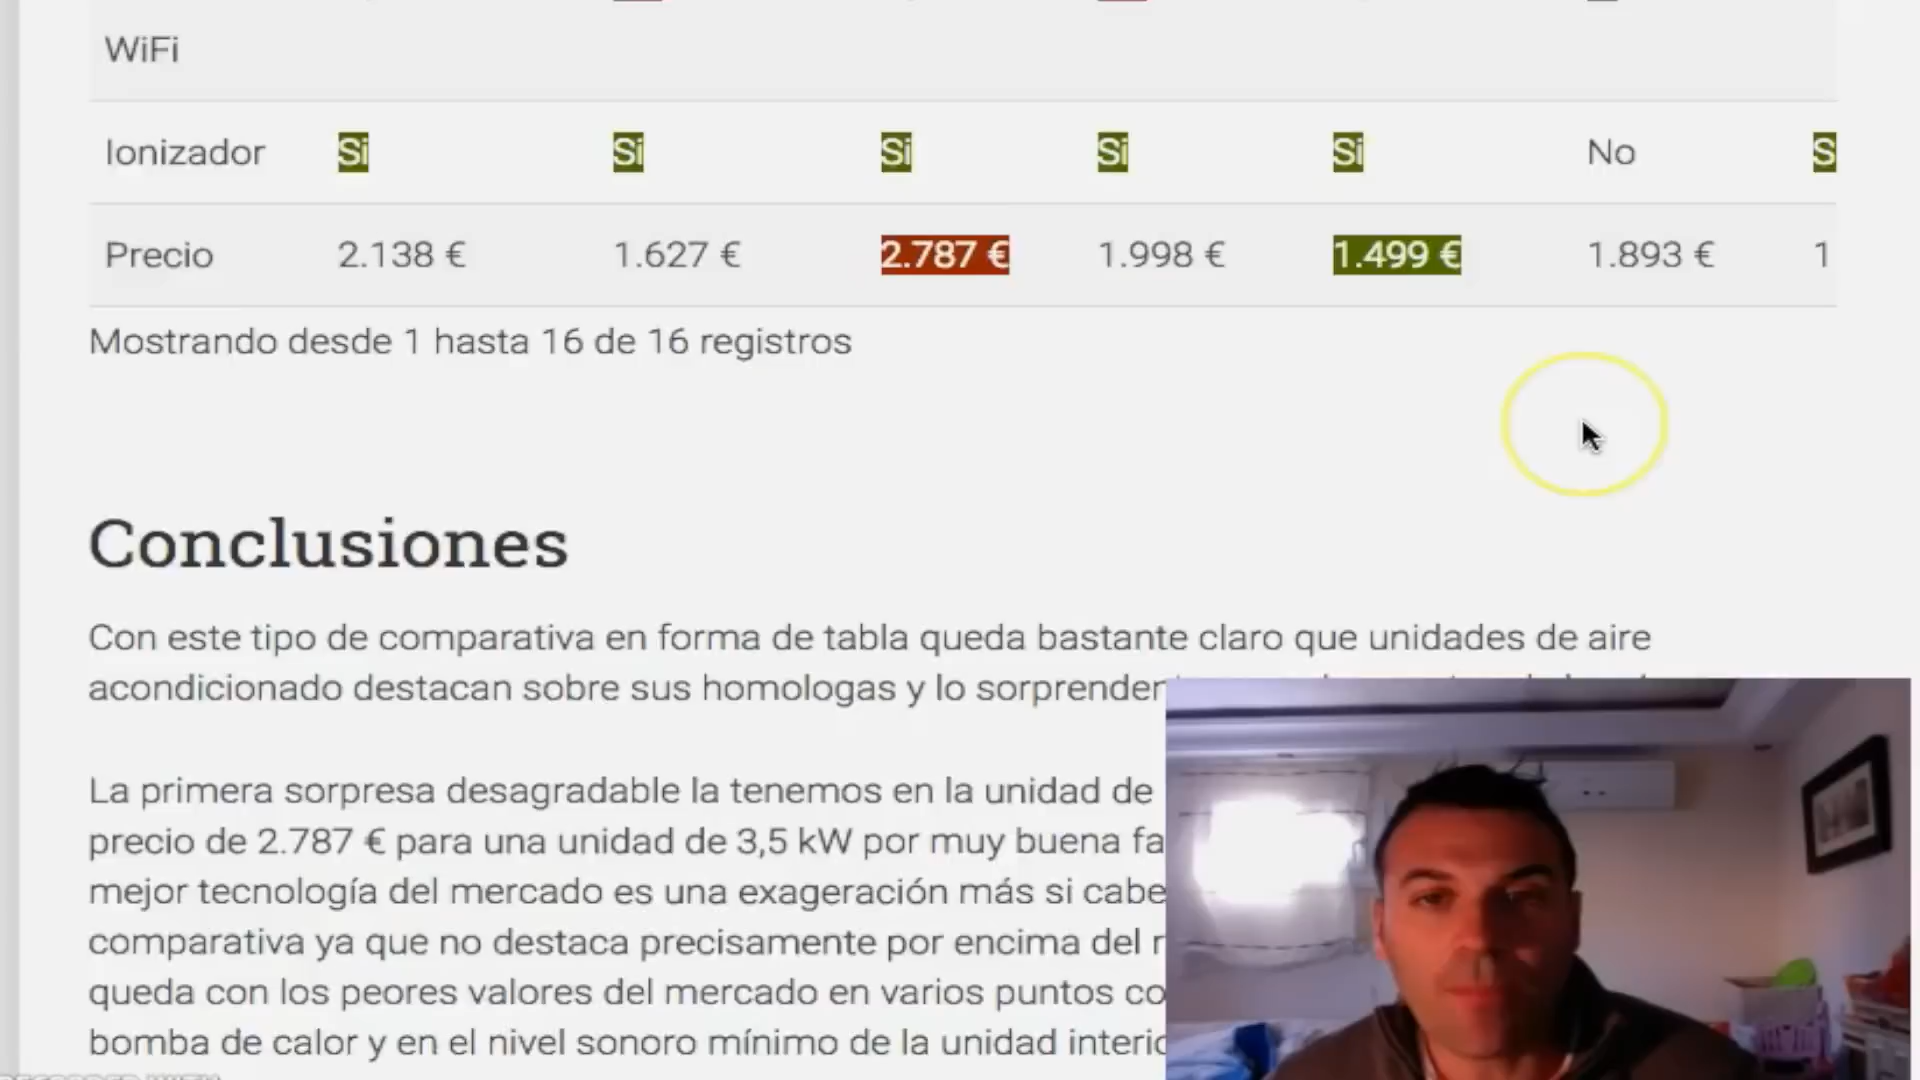 WiFi
Ionizador Si Si Si Si Si No S
Precio 2.138 € 1.627 € 2.787 € 1.998 € 1.499 € 1.893 € 1
Mostrando desde 1 hasta 16 de 16 registros
Conclusiones
Con este tipo de comparativa en forma de tabla queda bastante claro que unidades de aire
acondicionado destacan sobre sus homologas y lo sorprender
La primera sorpresa desagradable la tenemos en la unidad de
precio de 2.787 € para una unidad de 3,5 kW por muy buena fa
mejor tecnología del mercado es una exageración más si cabe
comparativa ya que no destaca precisamente por encima del r
queda con los peores valores del mercado en varios puntos co
bomba de calor y en el nivel sonoro mínimo de la unidad interio